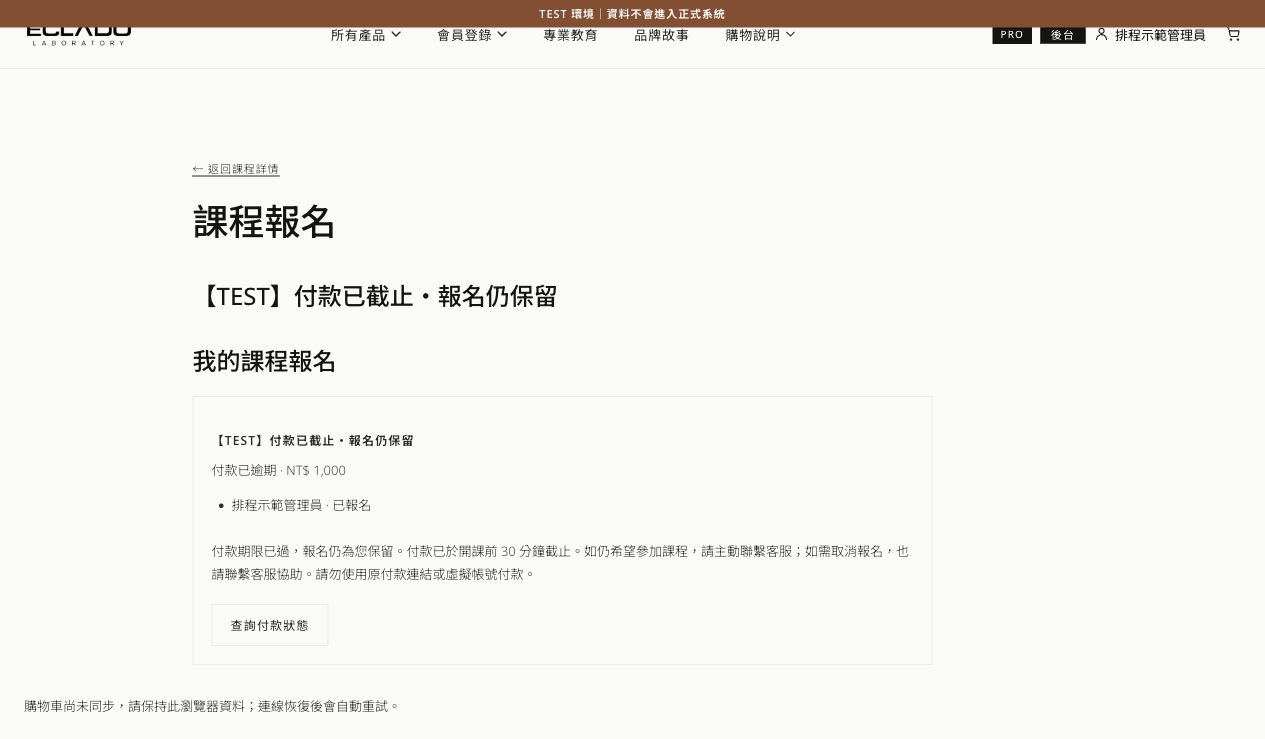 TEST 環境｜資料不會進入正式系統
ECLADO
LABORATORY
所有產品 會員登錄 專業教育 品牌故事 購物說明
PRO 後台 排程示範管理員
← 返回課程詳情
課程報名
【TEST】付款已截止・報名仍保留
我的課程報名
【TEST】付款已截止・報名仍保留
付款已逾期 · NT$ 1,000
• 排程示範管理員 · 已報名
付款期限已過，報名仍為您保留。付款已於開課前 30 分鐘截止。如仍希望參加課程，請主動聯繫客服；如需取消報名，也
請聯繫客服協助。請勿使用原付款連結或虛擬帳號付款。
查詢付款狀態
購物車尚未同步，請保持此瀏覽器資料；連線恢復後會自動重試。